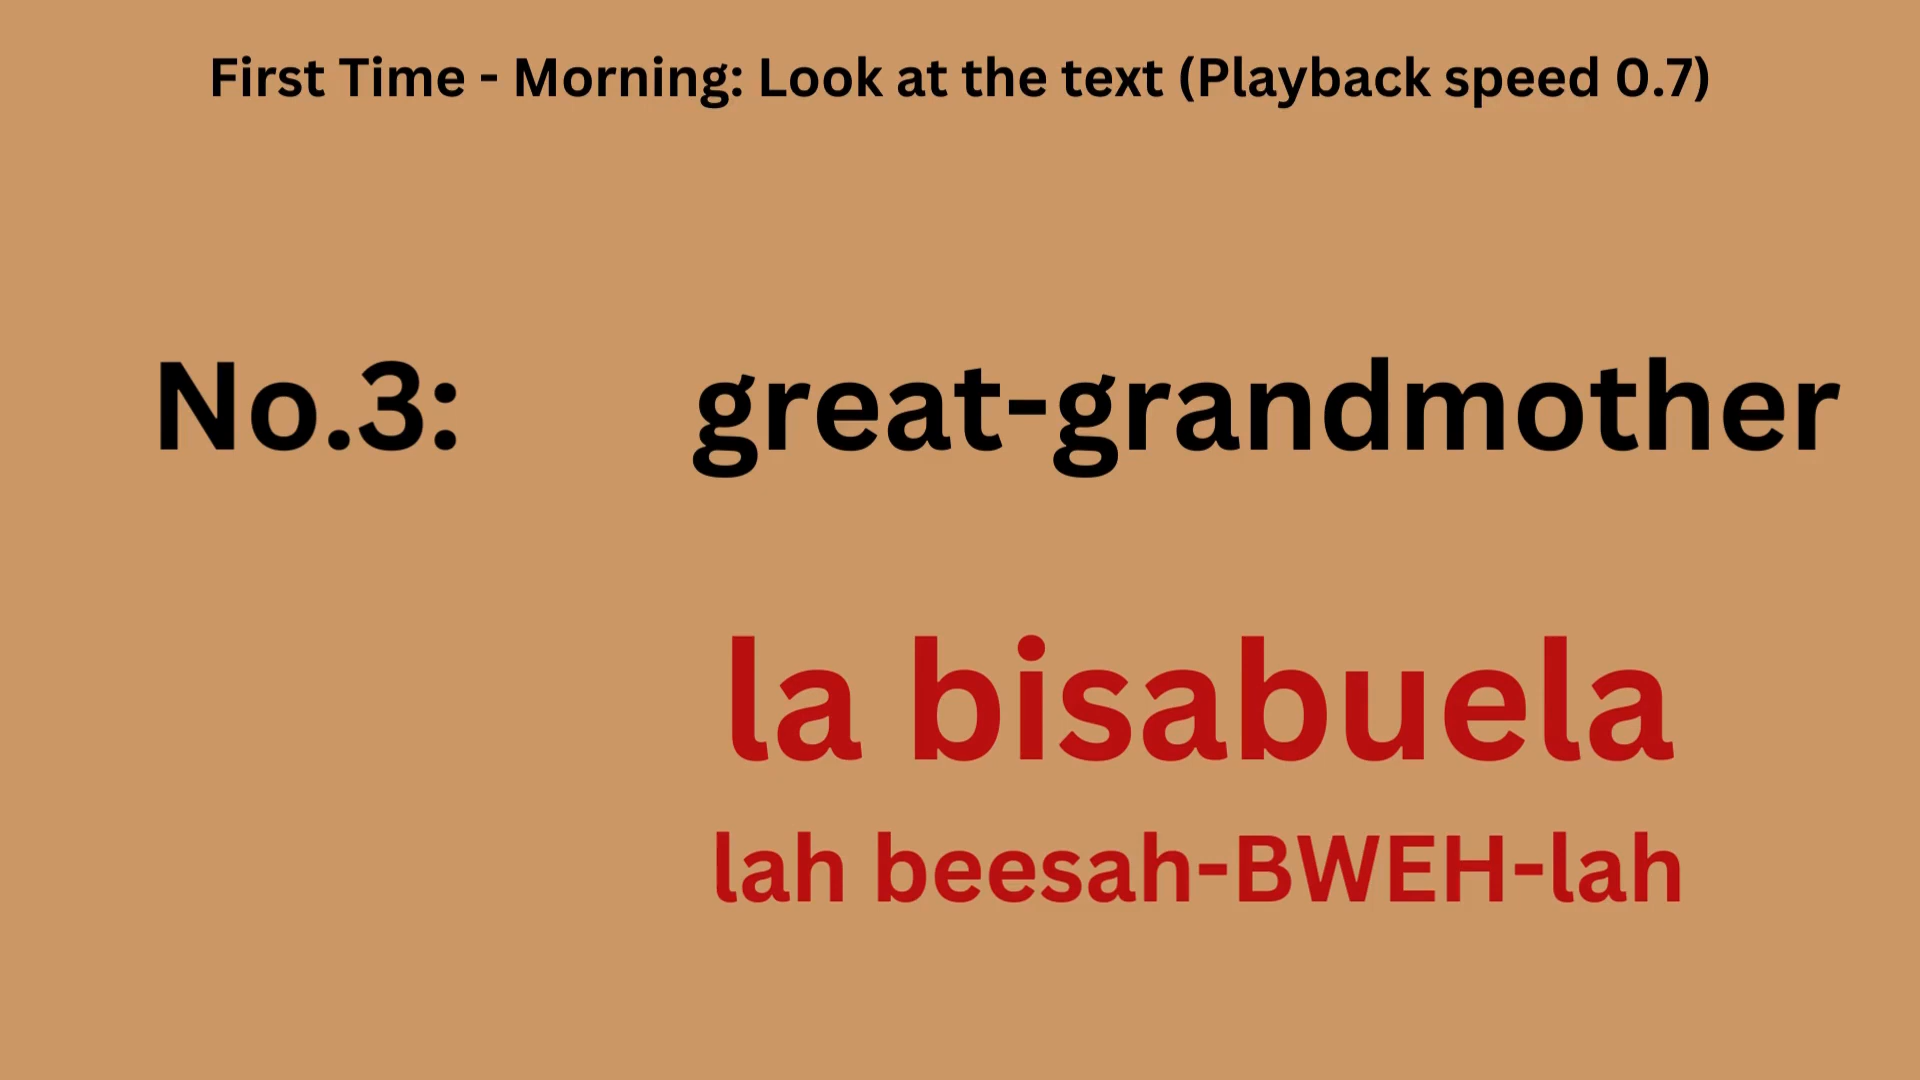 First Time - Morning: Look at the text (Playback speed 0.7)
No.3: great-grandmother
la bisabuela
lah beesah-BWEH-lah